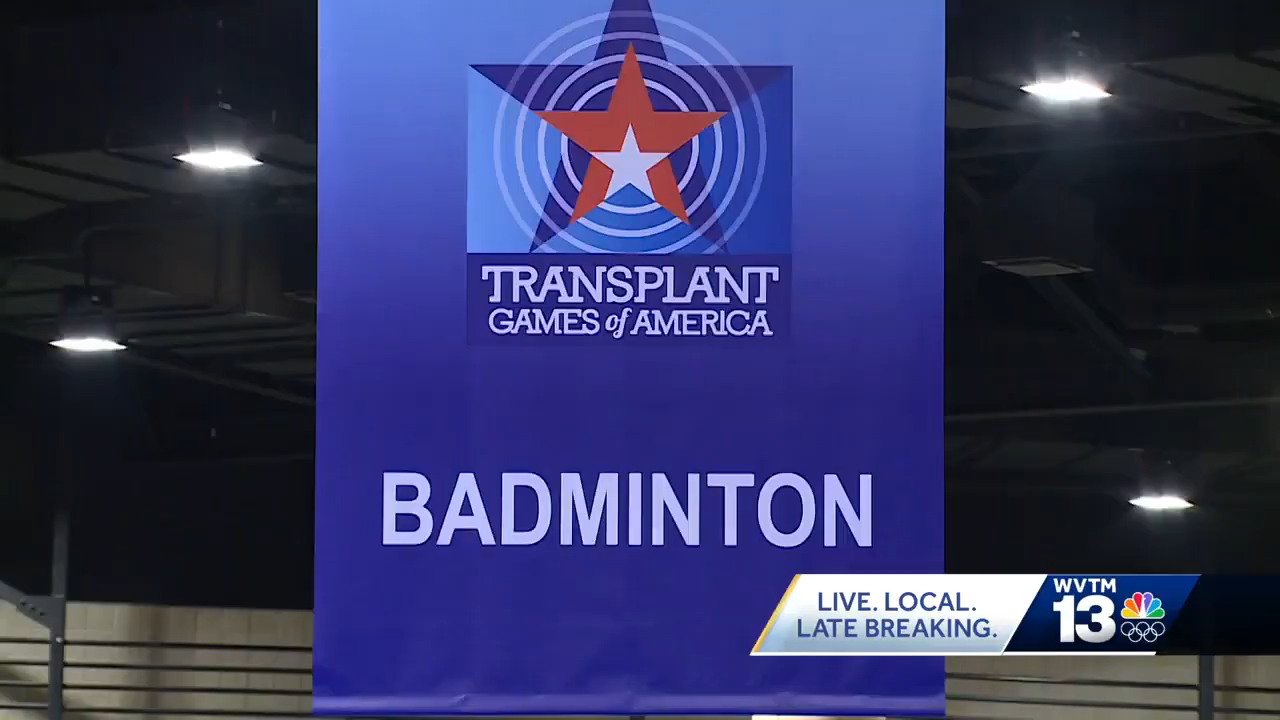 TRANSPLANT
GAMES of AMERICA
BADMINTON
LIVE. LOCAL.
LATE BREAKING.
WVTM
13